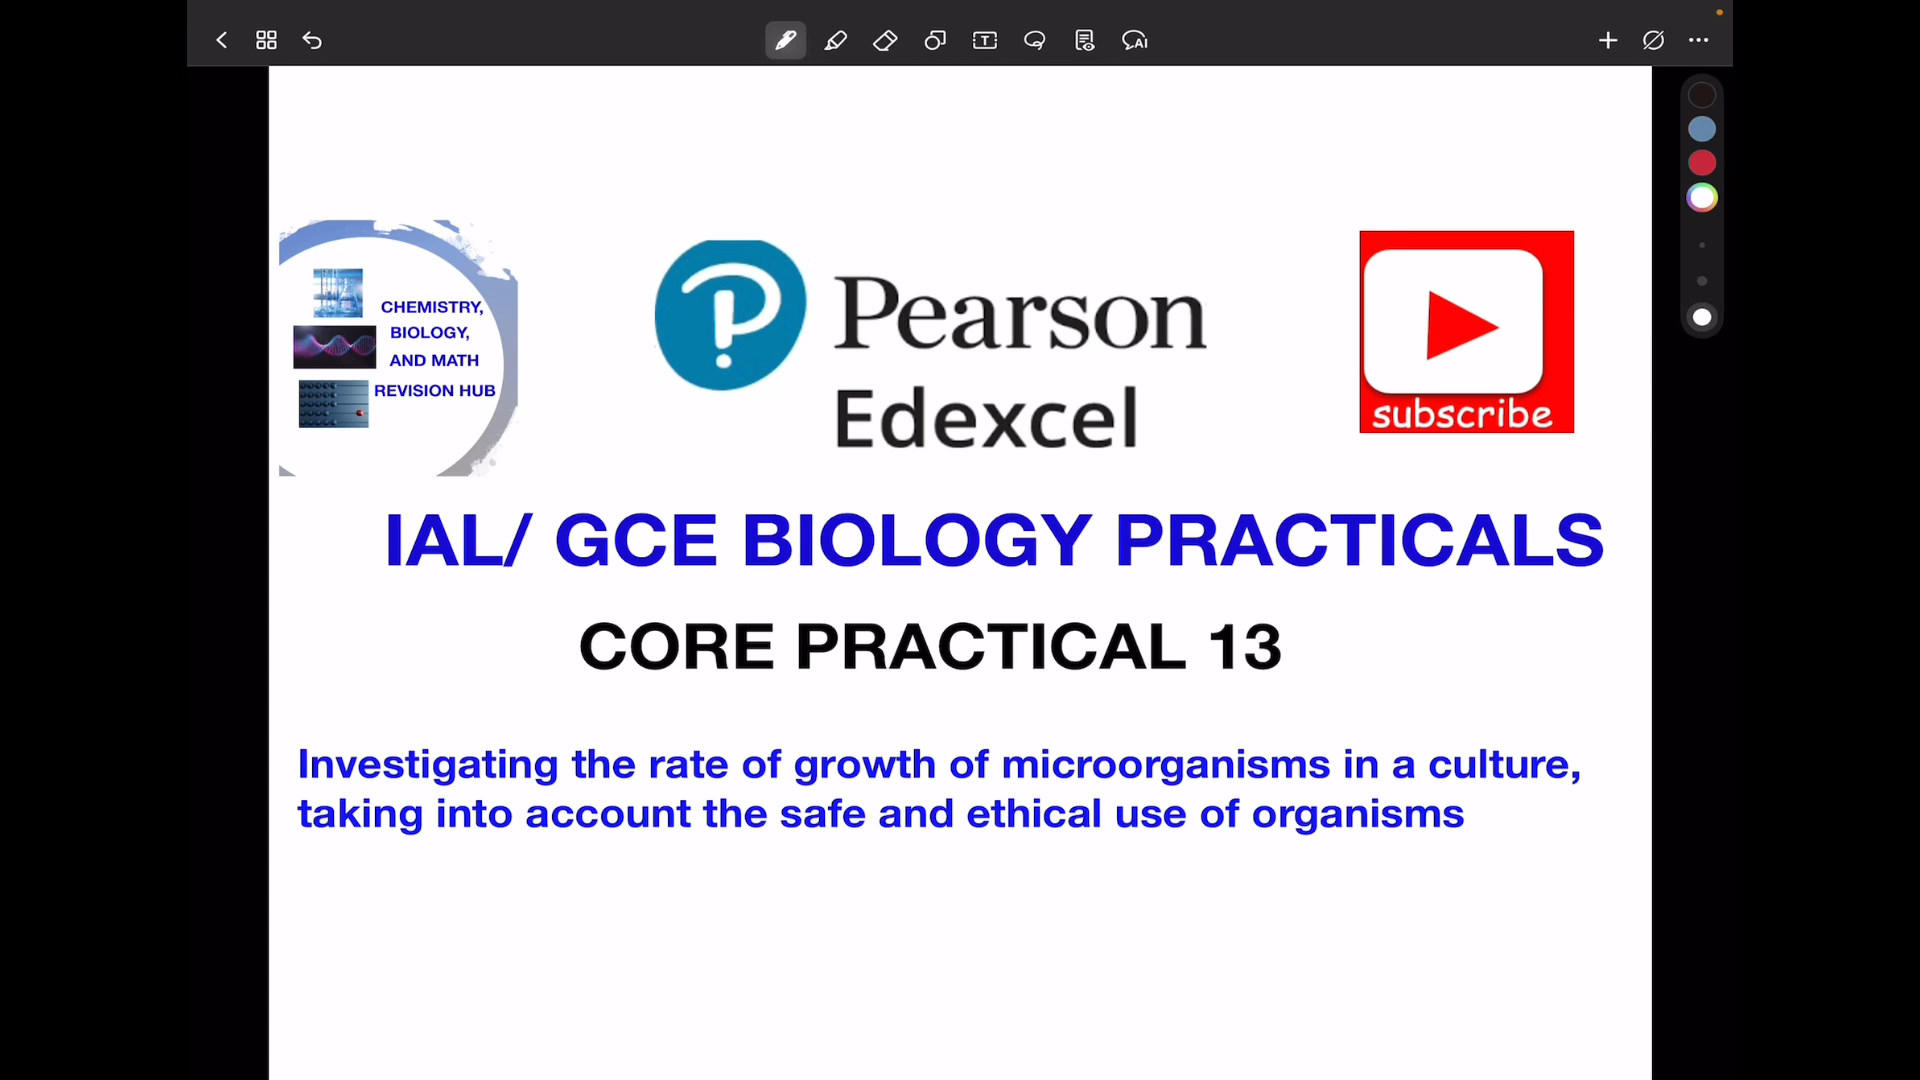 CHEMISTRY,
BIOLOGY,
AND MATH
REVISION HUB
Pearson
Edexcel
subscribe
IAL/ GCE BIOLOGY PRACTICALS
CORE PRACTICAL 13
Investigating the rate of growth of microorganisms in a culture,
taking into account the safe and ethical use of organisms